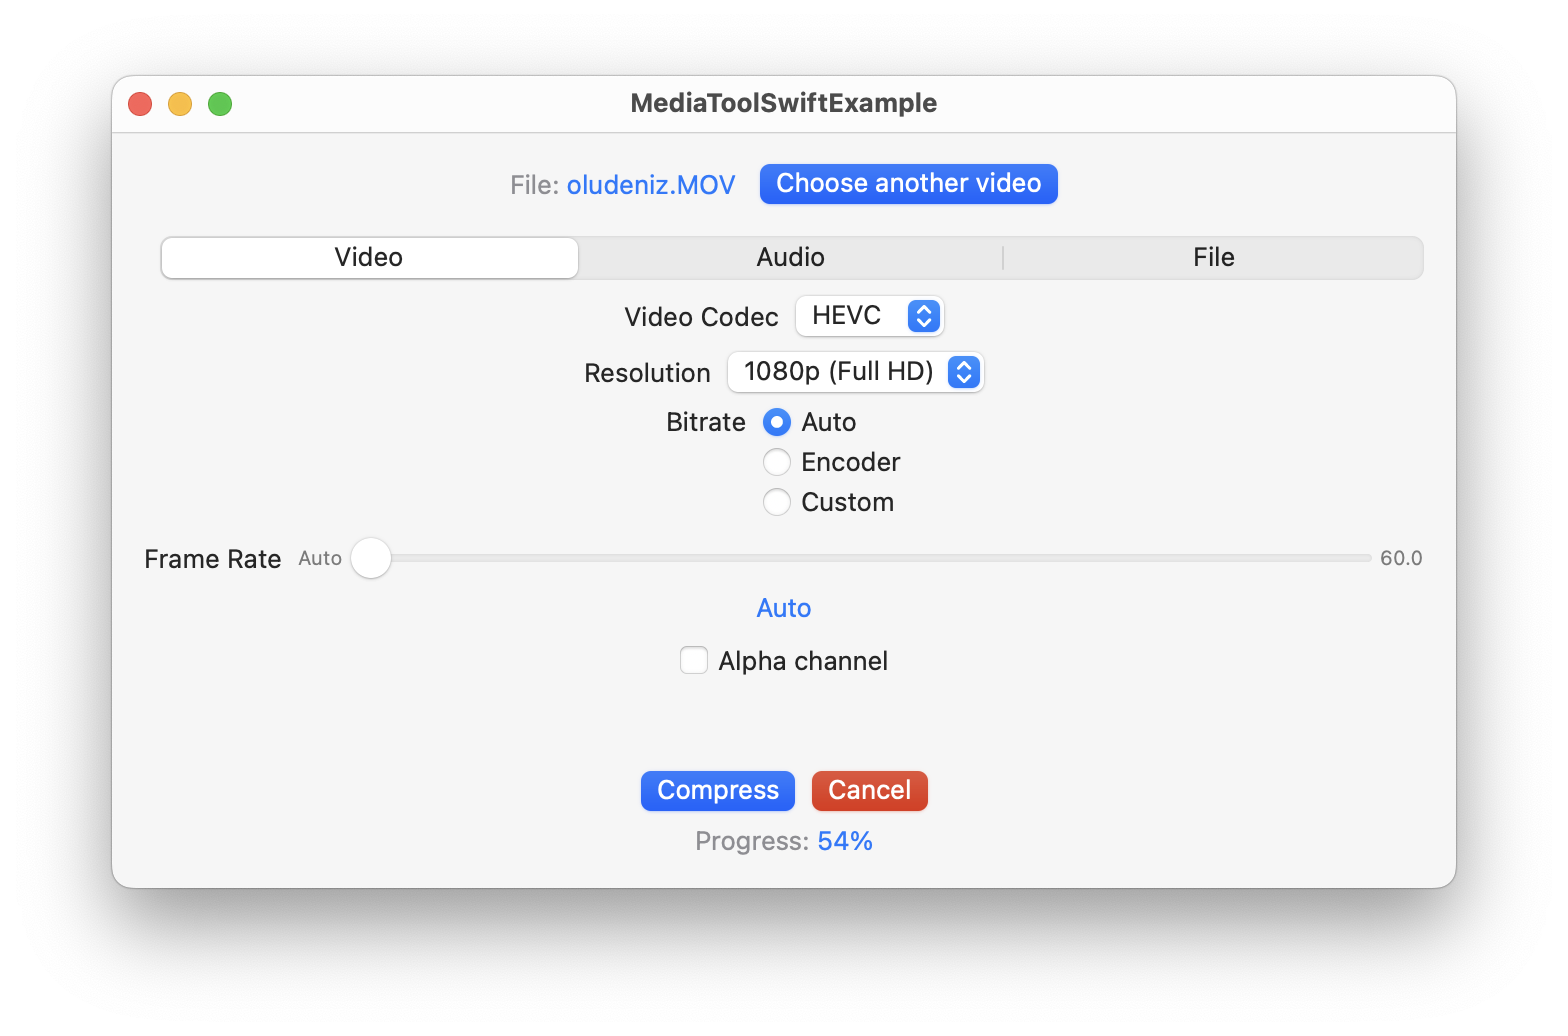 MediaToolSwiftExample
File: oludeniz.MOV Choose another video
Video Audio File
Video Codec HEVC
Resolution 1080p (Full HD)
Bitrate Auto
Encoder
Custom
Frame Rate Auto 60.0
Auto
Alpha channel
Compress Cancel
Progress: 54%